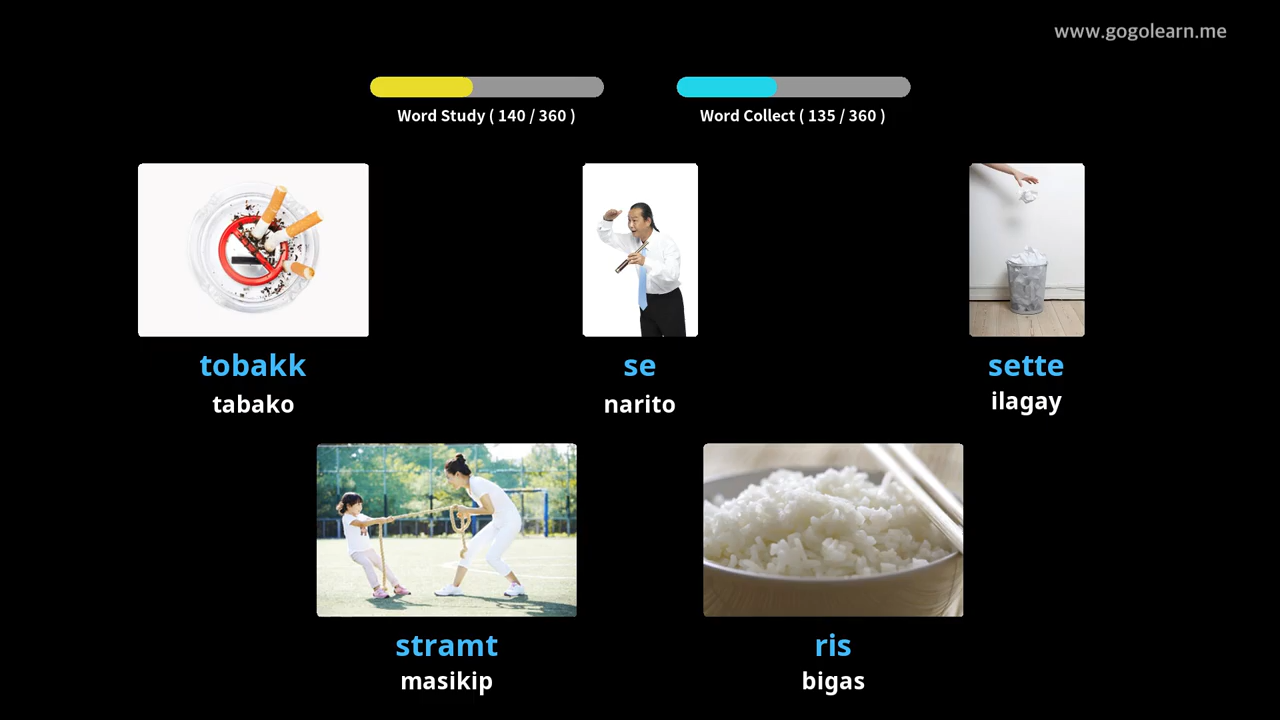 www.gogolearn.me
Word Study ( 140 / 360 )
Word Collect ( 135 / 360 )
tobakk
tabako
se
narito
sette
ilagay
stramt
masikip
ris
bigas